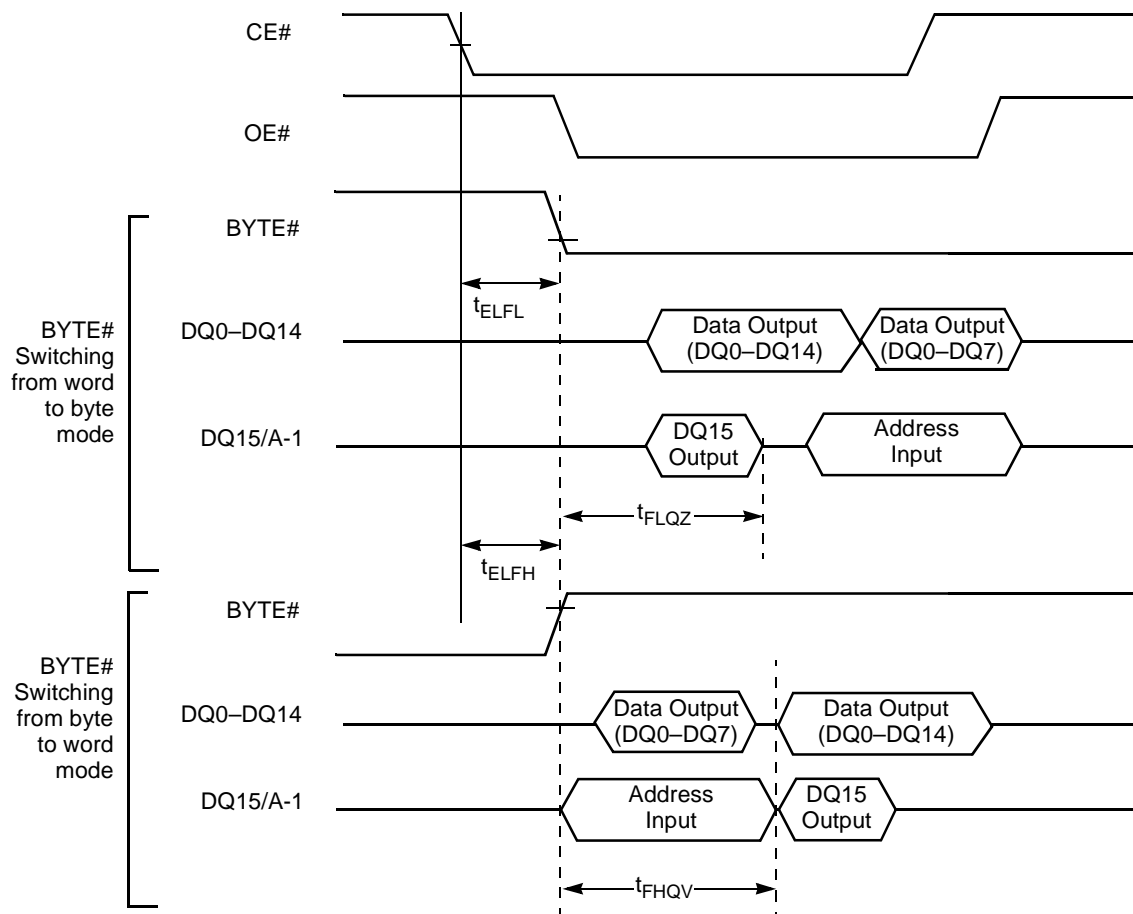 CE#
OE#
BYTE#
tELFL
BYTE#
Switching
from word
to byte
mode
DQ0–DQ14
Data Output
(DQ0–DQ14)
Data Output
(DQ0–DQ7)
DQ15/A-1
DQ15
Output
Address
Input
tFLQZ
tELFH
BYTE#
BYTE#
Switching
from byte
to word
mode
DQ0–DQ14
Data Output
(DQ0–DQ7)
Data Output
(DQ0–DQ14)
DQ15/A-1
Address
Input
DQ15
Output
tFHQV